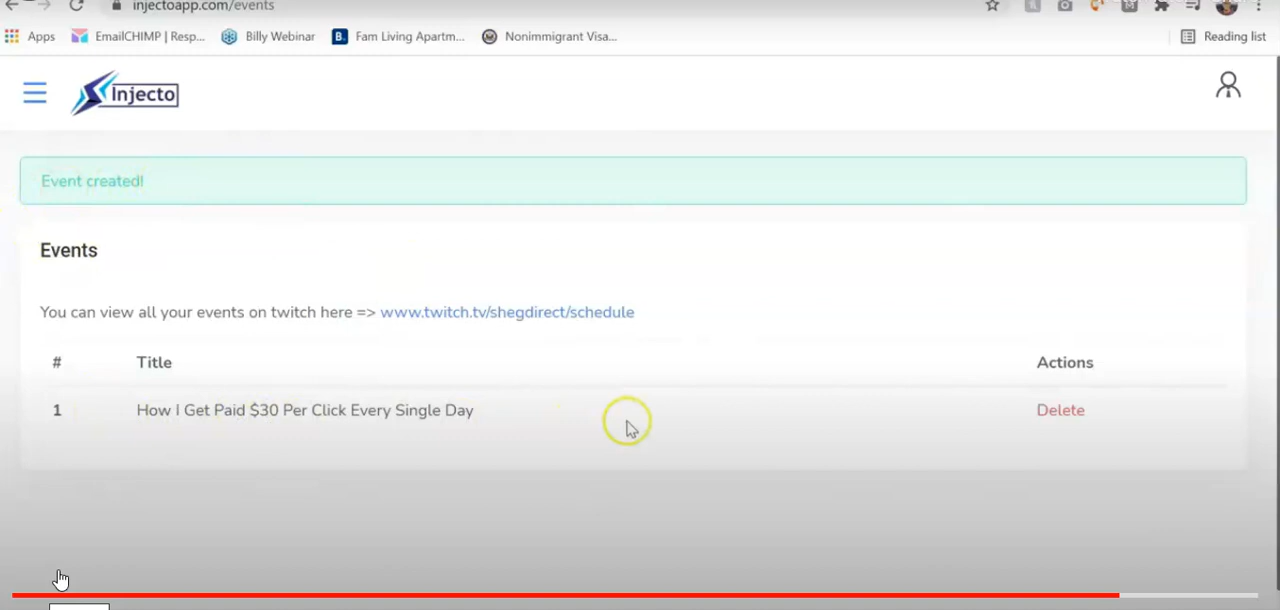 injectoapp.com/events
Apps EmailCHIMP | Resp... Billy Webinar B. Fam Living Apartm... Nonimmigrant Visa... Reading list
Injecto
Event created!
Events
You can view all your events on twitch here => www.twitch.tv/shegdirect/schedule
# Title Actions
1 How I Get Paid $30 Per Click Every Single Day Delete